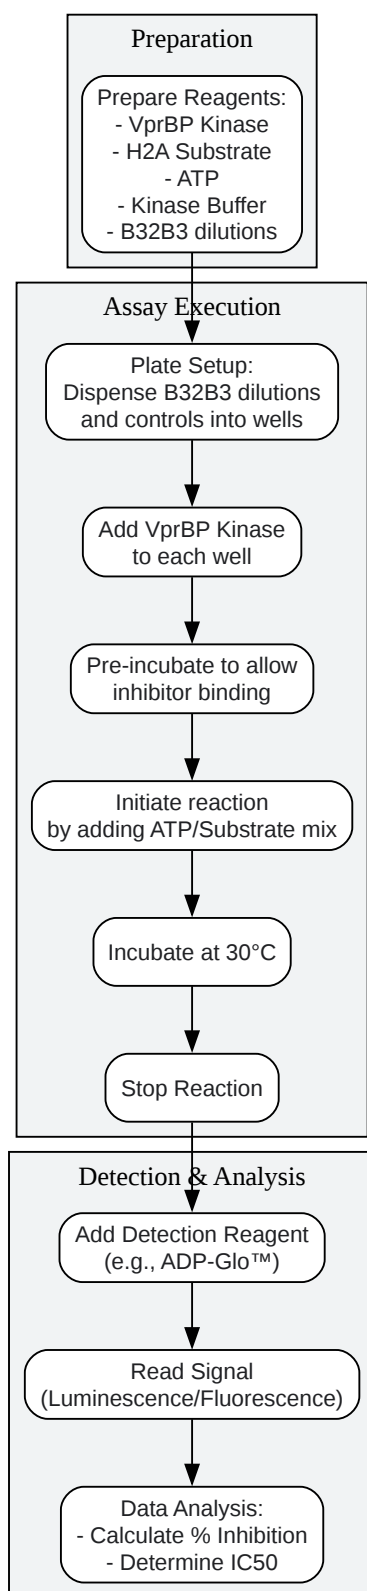 Preparation
Prepare Reagents:
- VprBP Kinase
- H2A Substrate
- ATP
- Kinase Buffer
- B32B3 dilutions
Assay Execution
Plate Setup:
Dispense B32B3 dilutions
and controls into wells
Add VprBP Kinase
to each well
Pre-incubate to allow
inhibitor binding
Initiate reaction
by adding ATP/Substrate mix
Incubate at 30°C
Stop Reaction
Detection & Analysis
Add Detection Reagent
(e.g., ADP-Glo™)
Read Signal
(Luminescence/Fluorescence)
Data Analysis:
- Calculate % Inhibition
- Determine IC50